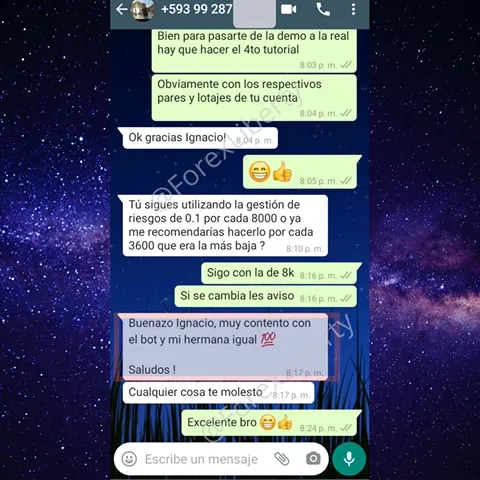 +593 99 287
Bien para pasarte de la demo a la real
hay que hacer el 4to tutorial
8:03 p. m.
Obviamente con los respectivos
pares y lotajes de tu cuenta
8:04 p. m.
Ok gracias Ignacio! 8:04 p. m.
😁👍
8:05 p. m.
Tú sigues utilizando la gestión de
riesgos de 0.1 por cada 8000 o ya
me recomendarías hacerlo por cada
3600 que era la más baja ?
8:10 p. m.
Sigo con la de 8k 8:16 p. m.
Si se cambia les aviso 8:16 p. m.
Buenazo Ignacio, muy contento con
el bot y mi hermana igual 💯
Saludos !
8:17 p. m.
Cualquier cosa te molesto 8:17 p. m.
Excelente bro 😁👍 8:24 p. m.
Escribe un mensaje
@ForexLiberty
@ForexLiberty